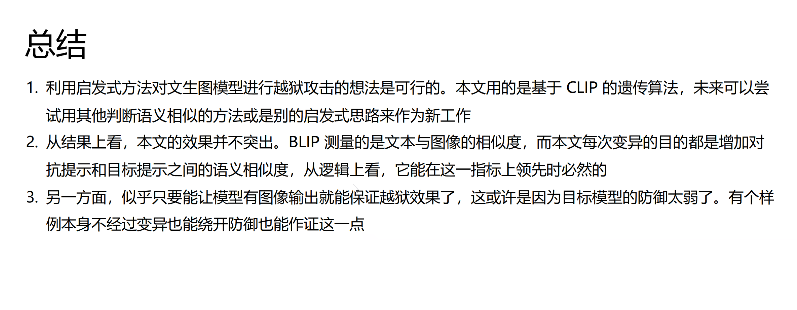 总结
1. 利用启发式方法对文生图模型进行越狱攻击的想法是可行的。本文用的是基于 CLIP 的遗传算法，未来可以尝
试用其他判断语义相似的方法或是别的启发式思路来作为新工作
2. 从结果上看，本文的效果并不突出。BLIP 测量的是文本与图像的相似度，而本文每次变异的目的都是增加对
抗提示和目标提示之间的语义相似度，从逻辑上看，它能在这一指标上领先时必然的
3. 另一方面，似乎只要能让模型有图像输出就能保证越狱效果了，这或许是因为目标模型的防御太弱了。有个样
例本身不经过变异也能绕开防御也能作证这一点